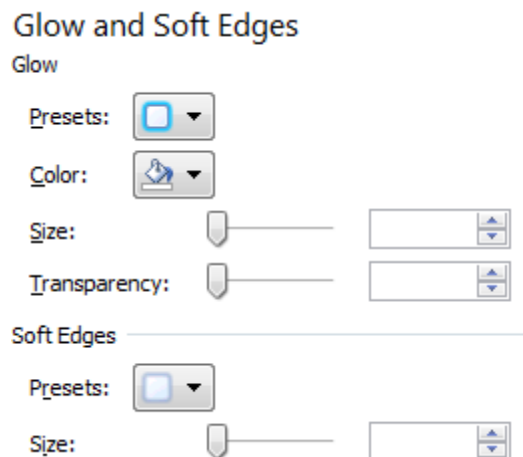 Glow and Soft Edges
Glow
Presets:
Color:
Size:
Transparency:
Soft Edges
Presets:
Size: